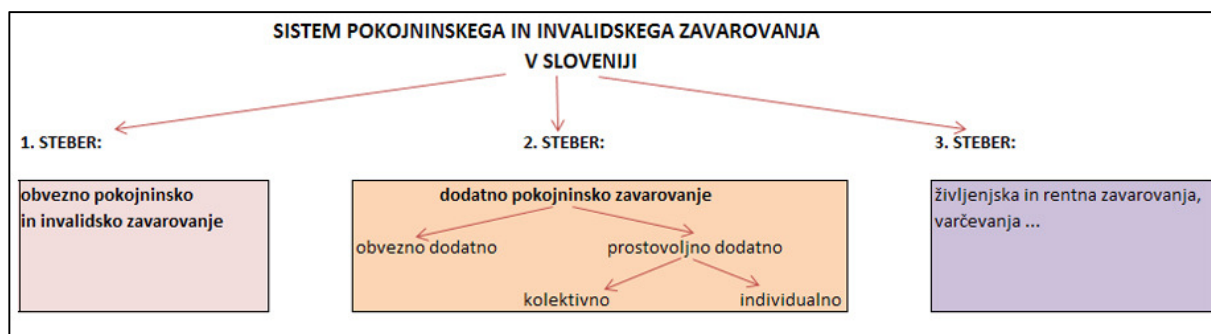 SISTEM POKOJNINSKEGA IN INVALIDSKEGA ZAVAROVANJA
V SLOVENIJI
1. STEBER:
2. STEBER:
3. STEBER:
obvezno pokojninsko
in invalidsko zavarovanje
dodatno pokojninsko zavarovanje
obvezno dodatno
prostovoljno dodatno
kolektivno
individualno
življenjska in rentna zavarovanja,
varčevanja ...